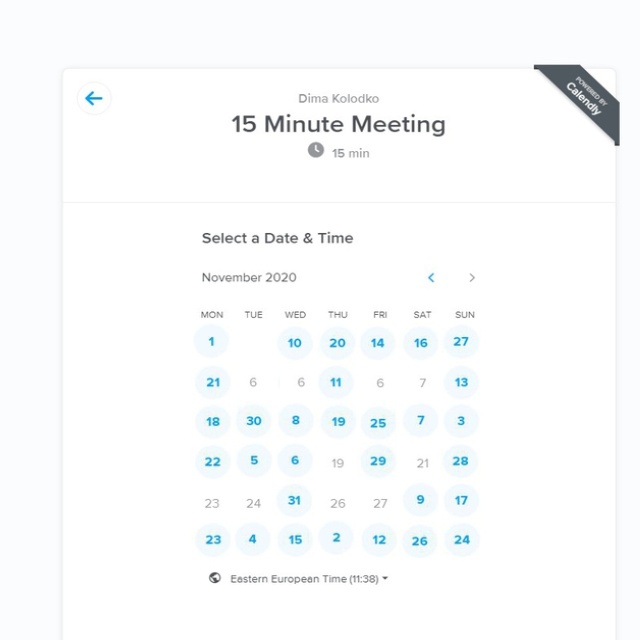 POWERED BY
Calendly
Dima Kolodko
15 Minute Meeting
15 min
Select a Date & Time
November 2020
MON TUE WED THU FRI SAT SUN
1 10 20 14 16 27
21 6 6 11 6 7 13
18 30 8 19 25 7 3
22 5 6 19 29 21 28
23 24 31 26 27 9 17
23 4 15 2 12 26 24
Eastern European Time (11:38)